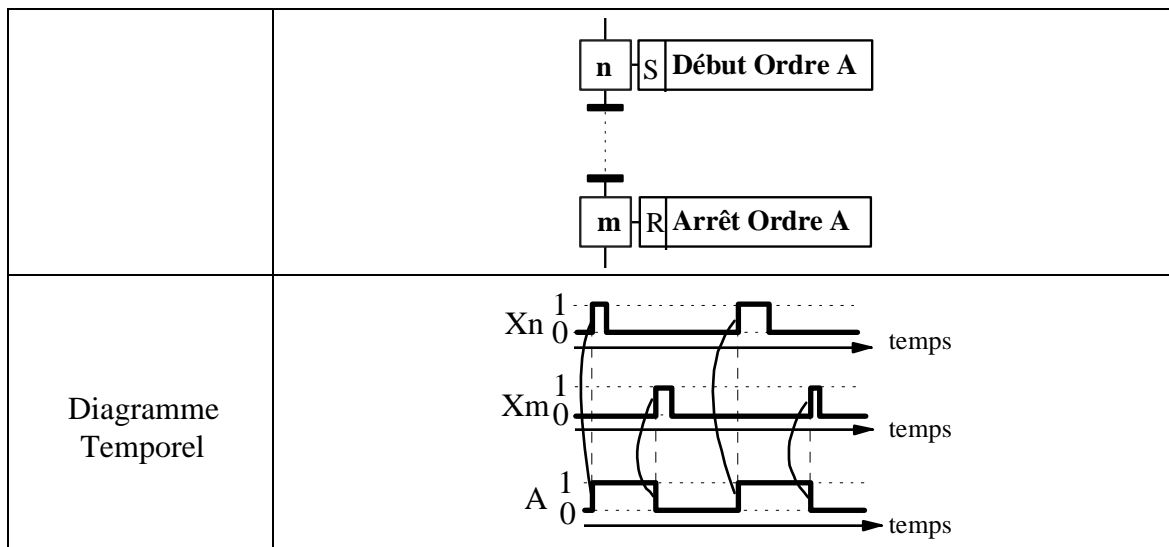 n S Début Ordre A
m R Arrêt Ordre A
Diagramme
Temporel
Xn 1
0
temps
Xm 1
0
temps
A 1
0
temps